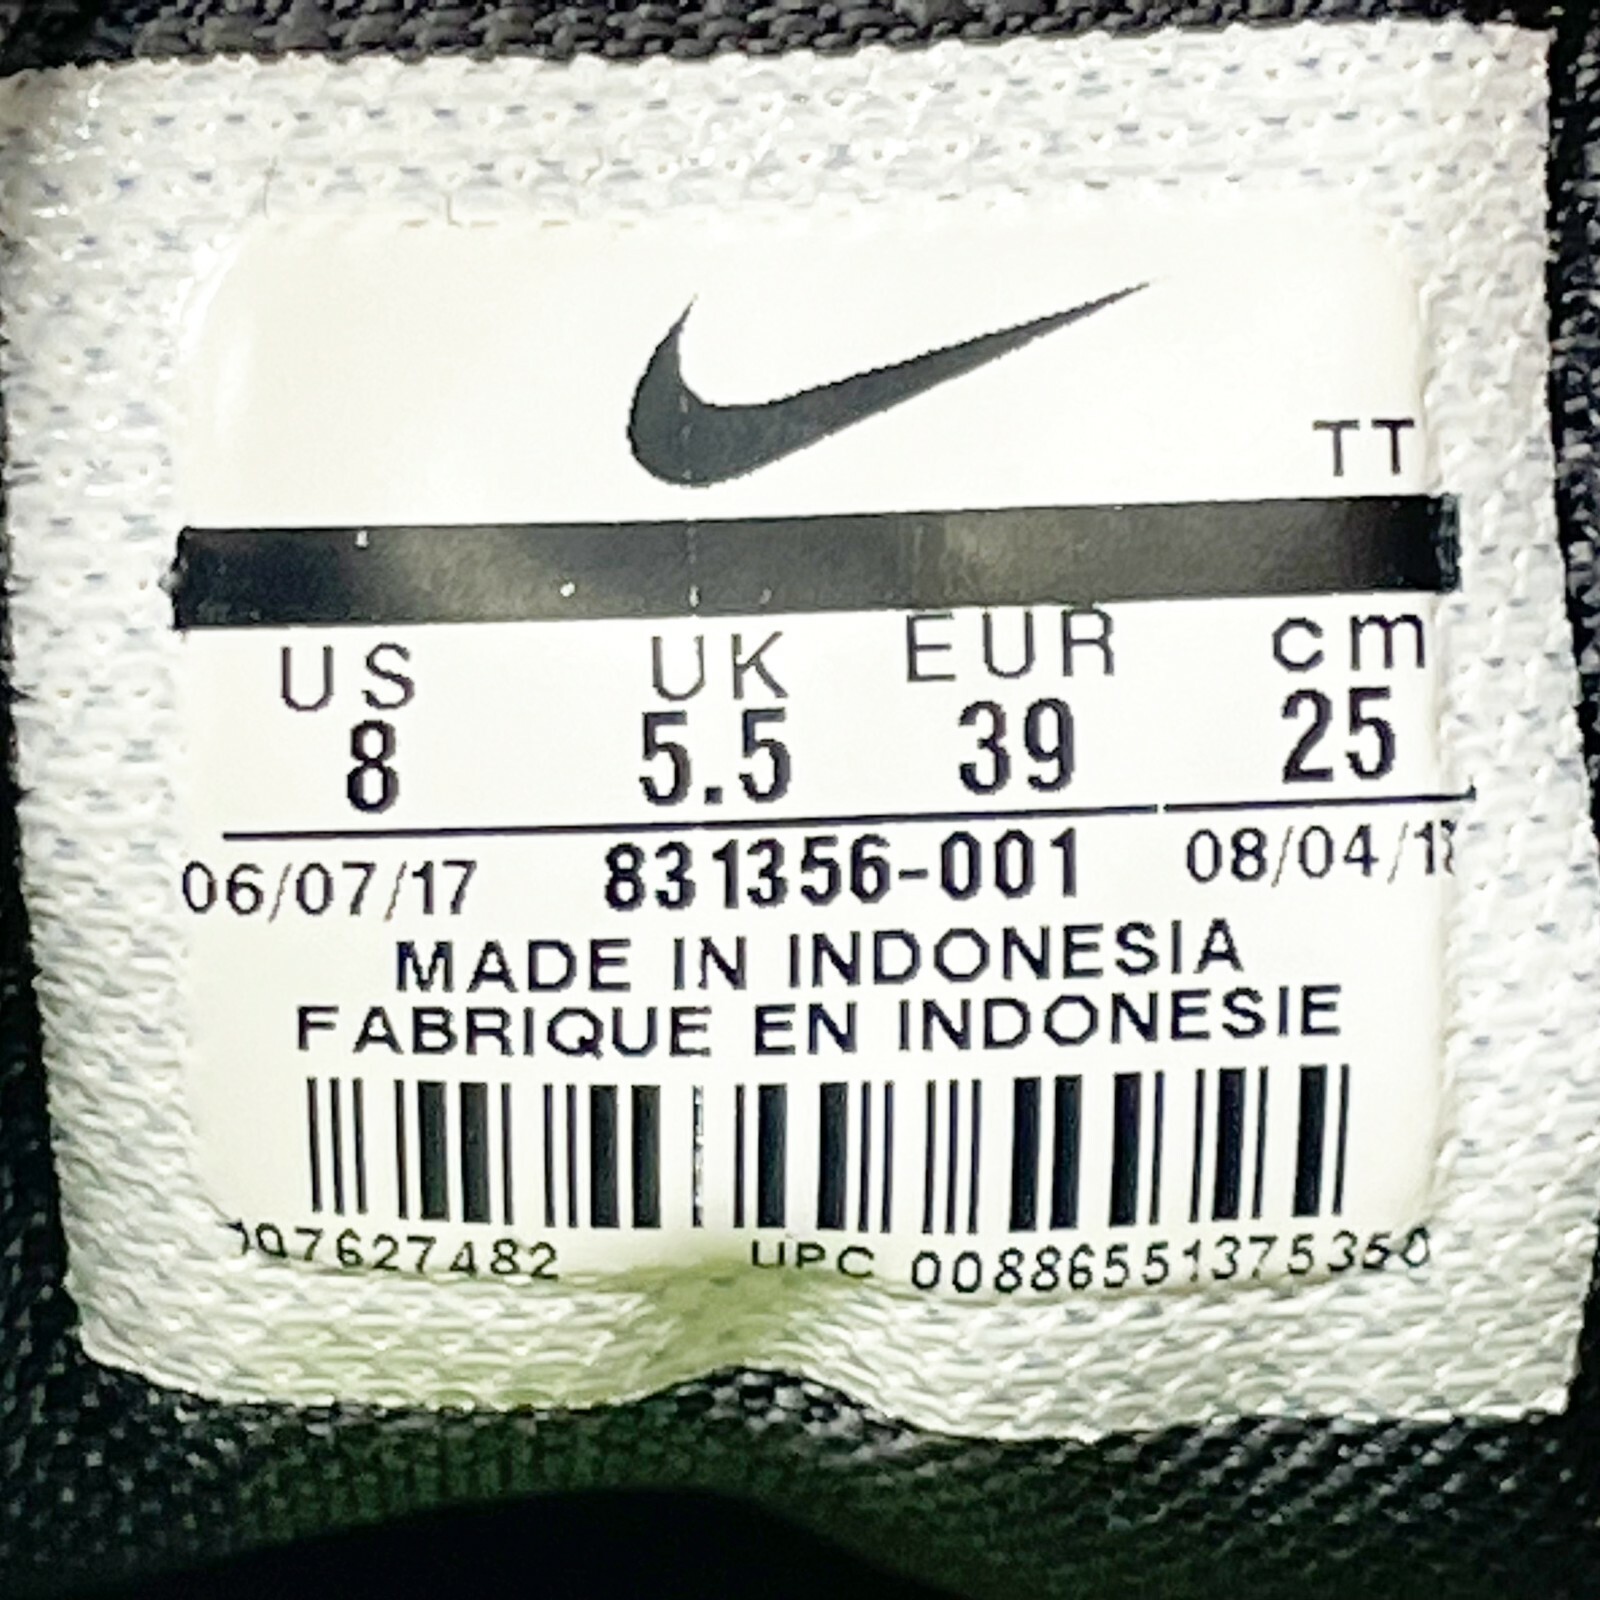 TT
US UK EUR cm
8 5.5 39 25
06/07/17 831356-001
MADE IN INDONESIA
FABRIQUE EN INDONESIE
UPC 00886551375350